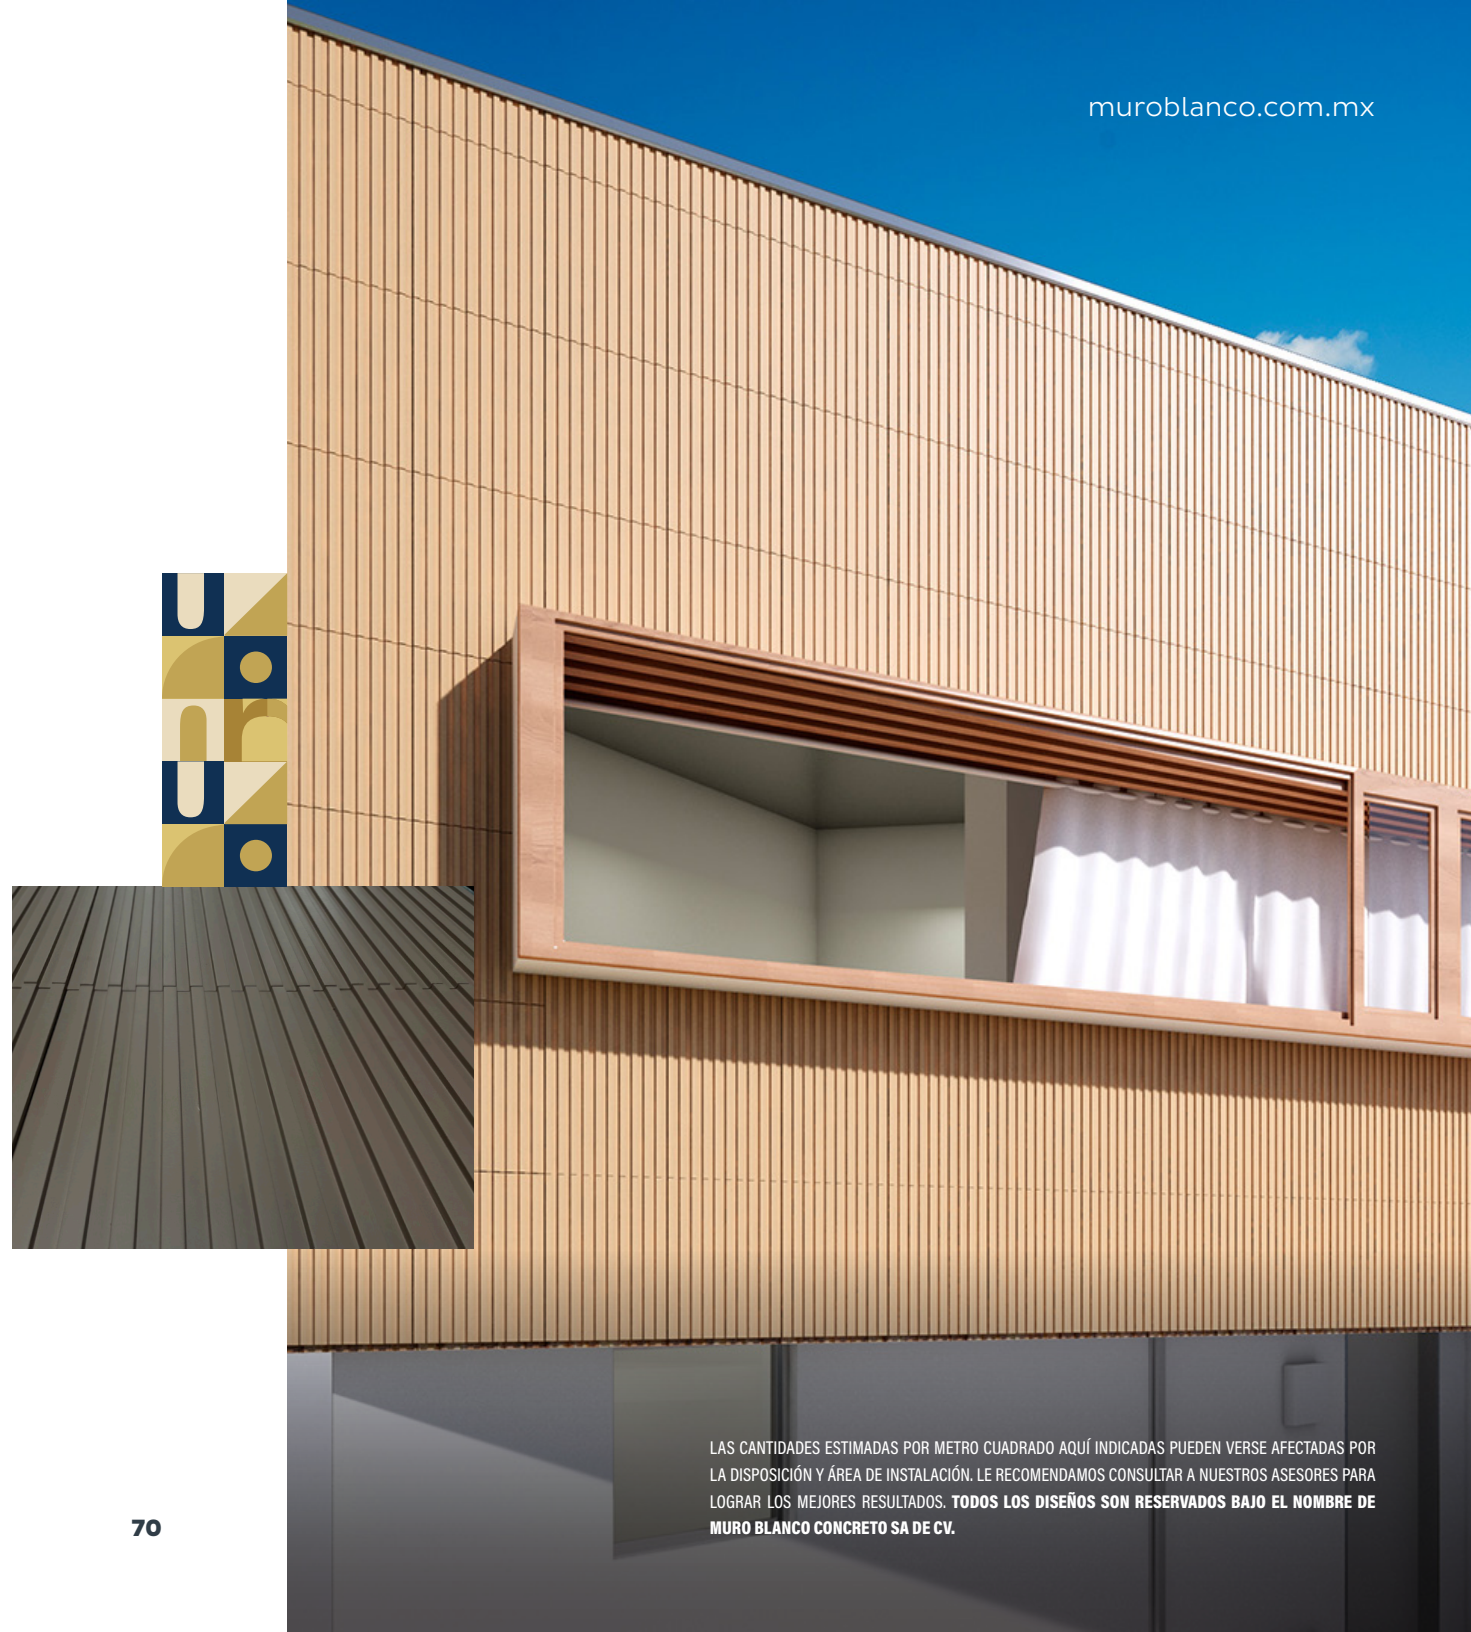 muroblanco.com.mx
LAS CANTIDADES ESTIMADAS POR METRO CUADRADO AQUÍ INDICADAS PUEDEN VERSE AFECTADAS POR
LA DISPOSICIÓN Y ÁREA DE INSTALACIÓN. LE RECOMENDAMOS CONSULTAR A NUESTROS ASESORES PARA
LOGRAR LOS MEJORES RESULTADOS. TODOS LOS DISEÑOS SON RESERVADOS BAJO EL NOMBRE DE
MURO BLANCO CONCRETO SA DE CV.
70